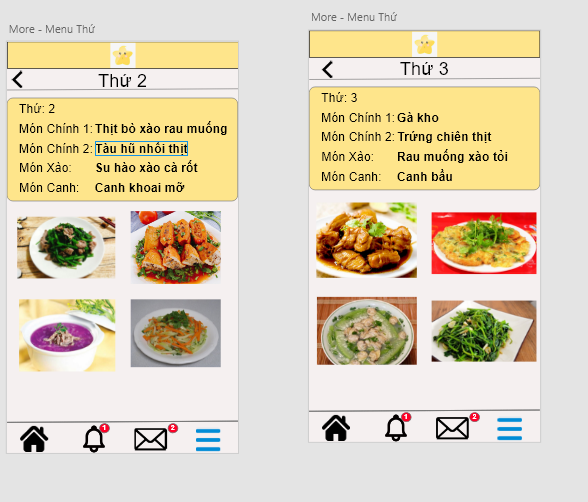 More - Menu Thứ
Thứ 2
Thứ: 2
Món Chính 1: Thịt bò xào rau muống
Món Chính 2: Tàu hũ nhồi thịt
Món Xào: Su hào xào cà rốt
Món Canh: Canh khoai mỡ
1
2
More - Menu Thứ
Thứ 3
Thứ: 3
Món Chính 1: Gà kho
Món Chính 2: Trứng chiên thịt
Món Xào: Rau muống xào tỏi
Món Canh: Canh bầu
1
2